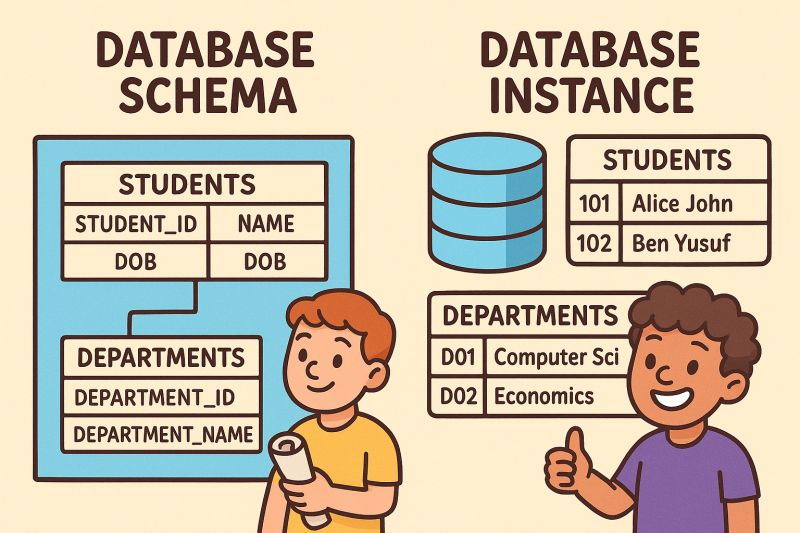 DATABASE
SCHEMA
STUDENTS
STUDENT_ID NAME
DOB DOB
DEPARTMENTS
DEPARTMENT_ID
DEPARTMENT_NAME
DATABASE
INSTANCE
STUDENTS
101 Alice John
102 Ben Yusuf
DEPARTMENTS
D01 Computer Sci
D02 Economics